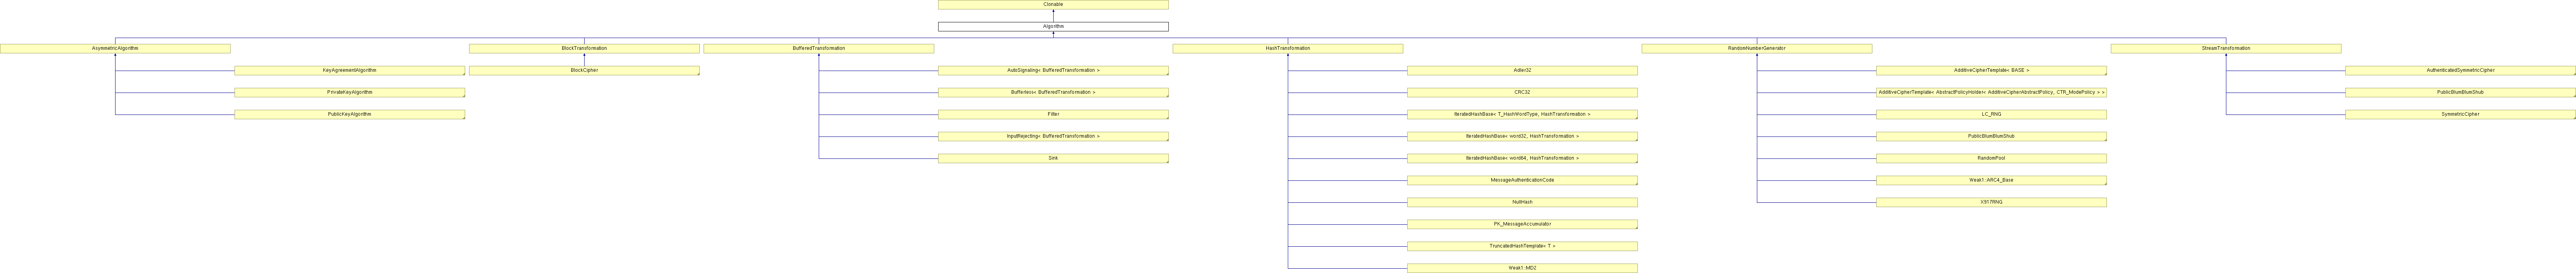 Clonable
Algorithm
AsymmetricAlgorithm
BlockTransformation
BufferedTransformation
HashTransformation
RandomNumberGenerator
StreamTransformation
KeyAgreementAlgorithm
BlockCipher
AutoSignaling< BufferedTransformation >
Adler32
AdditiveCipherTemplate< BASE >
AuthenticatedSymmetricCipher
PrivateKeyAlgorithm
Bufferless< BufferedTransformation >
CRC32
AdditiveCipherTemplate< AbstractPolicyHolder< AdditiveCipherAbstractPolicy, CTR_ModePolicy > >
PublicBlumBlumShub
PublicKeyAlgorithm
Filter
IteratedHashBase< T_HashWordType, HashTransformation >
LC_RNG
SymmetricCipher
InputRejecting< BufferedTransformation >
IteratedHashBase< word32, HashTransformation >
PublicBlumBlumShub
Sink
IteratedHashBase< word64, HashTransformation >
RandomPool
MessageAuthenticationCode
Weak1::ARC4_Base
NullHash
X917RNG
PK_MessageAccumulator
TruncatedHashTemplate< T >
Weak1::MD2